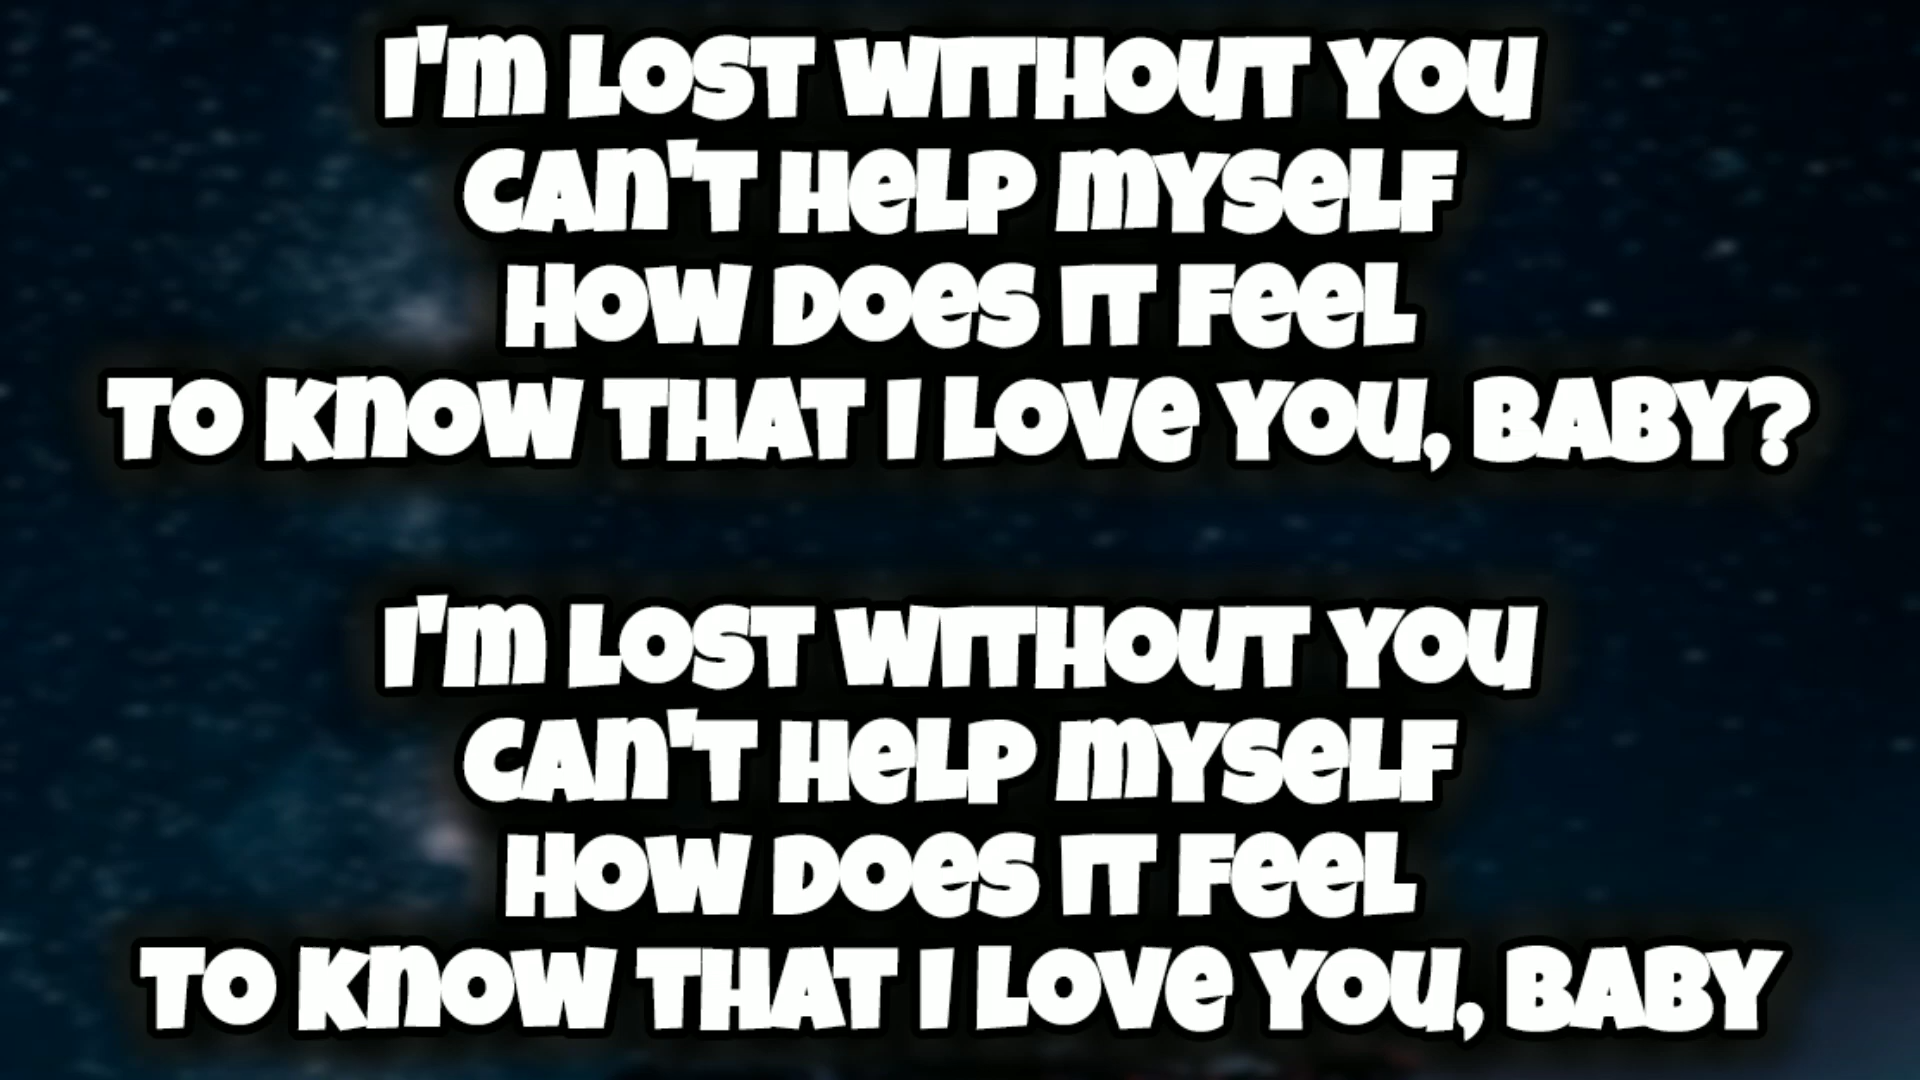 I'm lost without you
Can't help myself
How does it feel
To know that I love you, baby?
I'm lost without you
Can't help myself
How does it feel
To know that I love you, baby